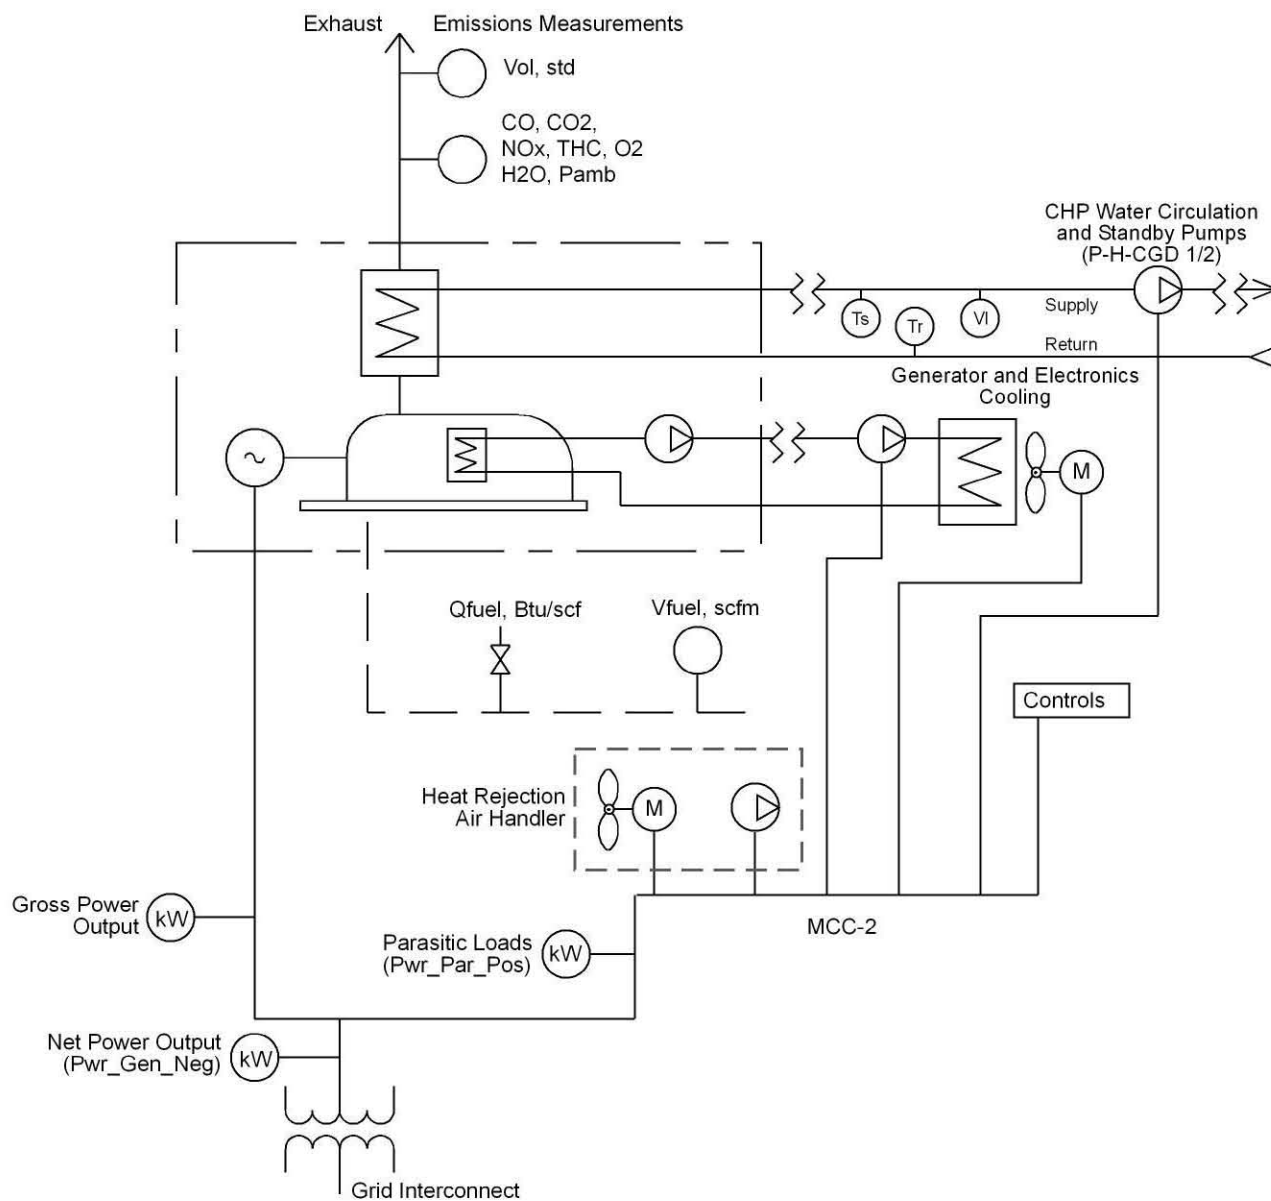 Exhaust
Emissions Measurements
Vol, std
CO, CO2,
NOx, THC, O2
H2O, Pamb
CHP Water Circulation
and Standby Pumps
(P-H-CGD 1/2)
Ts
Tr
Vl
Supply
Return
Generator and Electronics
Cooling
M
Qfuel, Btu/scf
Vfuel, scfm
Controls
Heat Rejection
Air Handler
M
MCC-2
Gross Power
Output
kW
Parasitic Loads
(Pwr_Par_Pos)
kW
Net Power Output
(Pwr_Gen_Neg)
kW
Grid Interconnect